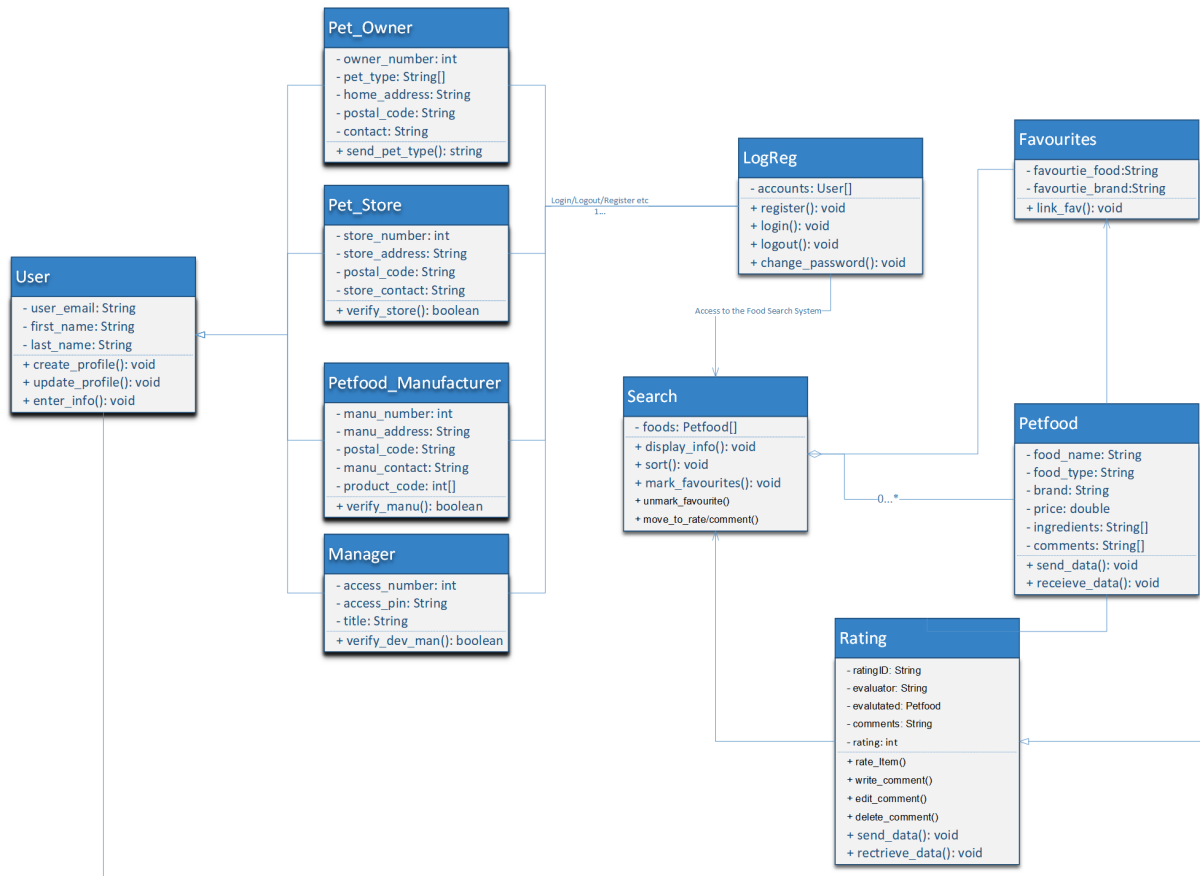 Pet_Owner
- owner_number: int
- pet_type: String[]
- home_address: String
- postal_code: String
- contact: String
+ send_pet_type(): string
Pet_Store
- store_number: int
- store_address: String
- postal_code: String
- store_contact: String
+ verify_store(): boolean
User
- user_email: String
- first_name: String
- last_name: String
+ create_profile(): void
+ update_profile(): void
+ enter_info(): void
Petfood_Manufacturer
- manu_number: int
- manu_address: String
- postal_code: String
- manu_contact: String
- product_code: int[]
+ verify_manu(): boolean
Manager
- access_number: int
- access_pin: String
- title: String
+ verify_dev_man(): boolean
Login/Logout/Register etc
1...
LogReg
- accounts: User[]
+ register(): void
+ login(): void
+ logout(): void
+ change_password(): void
Access to the Food Search System
Search
- foods: Petfood[]
+ display_info(): void
+ sort(): void
+ mark_favourites(): void
+ unmark_favourite()
+ move_to_rate/comment()
0...*
Favourites
- favourtie_food:String
- favourtie_brand:String
+ link_fav(): void
Petfood
- food_name: String
- food_type: String
- brand: String
- price: double
- ingredients: String[]
- comments: String[]
+ send_data(): void
+ receieve_data(): void
Rating
- ratingID: String
- evaluator: String
- evalutated: Petfood
- comments: String
- rating: int
+ rate_Item()
+ write_comment()
+ edit_comment()
+ delete_comment()
+ send_data(): void
+ rectrieve_data(): void